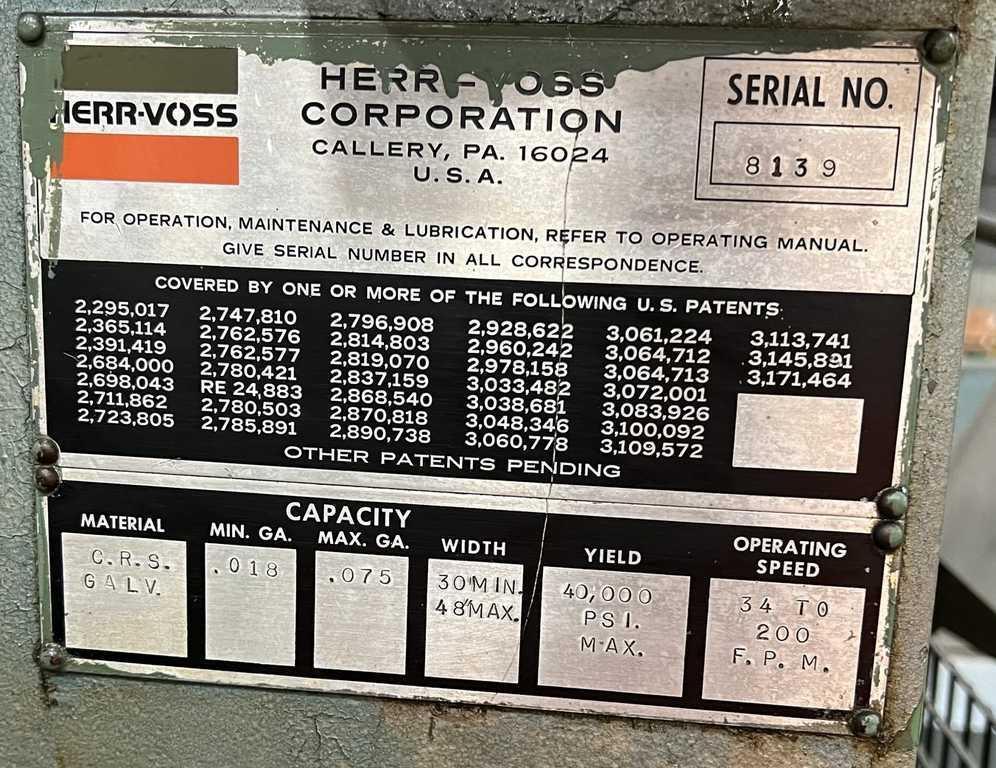 HERR-VOSS
HERR-VOSS
CORPORATION
CALLERY, PA. 16024
U.S.A.
SERIAL NO.
8139
FOR OPERATION, MAINTENANCE & LUBRICATION, REFER TO OPERATING MANUAL.
GIVE SERIAL NUMBER IN ALL CORRESPONDENCE.
COVERED BY ONE OR MORE OF THE FOLLOWING U.S. PATENTS:
2,295,017 2,747,810 2,796,908 2,928,622 3,061,224 3,113,741
2,365,114 2,762,576 2,814,803 2,960,242 3,064,712 3,145,891
2,391,419 2,762,577 2,819,070 2,978,158 3,064,713 3,171,464
2,684,000 2,780,421 2,837,159 3,033,482 3,072,001
2,698,043 RE 24,883 2,868,540 3,038,681 3,083,926
2,711,862 2,780,503 2,870,818 3,048,346 3,100,092
2,723,805 2,785,891 2,890,738 3,060,778 3,109,572
OTHER PATENTS PENDING
CAPACITY
MATERIAL MIN. GA. MAX. GA. WIDTH YIELD OPERATING SPEED
C.R.S. .018 .075 30"MIN. 40,000 34 TO
GALV. 48"MAX. PSI. 200
MAX. F.P.M.